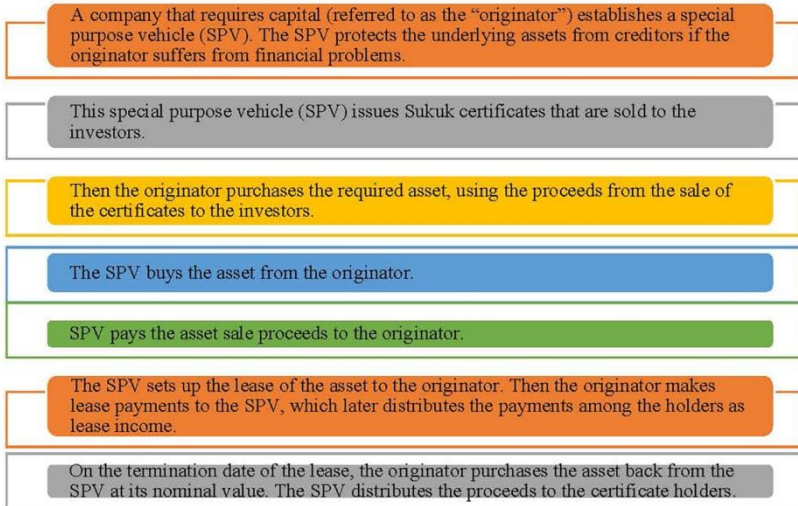 A company that requires capital (referred to as the “originator”) establishes a special
purpose vehicle (SPV). The SPV protects the underlying assets from creditors if the
originator suffers from financial problems.
This special purpose vehicle (SPV) issues Sukuk certificates that are sold to the
investors.
Then the originator purchases the required asset, using the proceeds from the sale of
the certificates to the investors.
The SPV buys the asset from the originator.
SPV pays the asset sale proceeds to the originator.
The SPV sets up the lease of the asset to the originator. Then the originator makes
lease payments to the SPV, which later distributes the payments among the holders as
lease income.
On the termination date of the lease, the originator purchases the asset back from the
SPV at its nominal value. The SPV distributes the proceeds to the certificate holders.